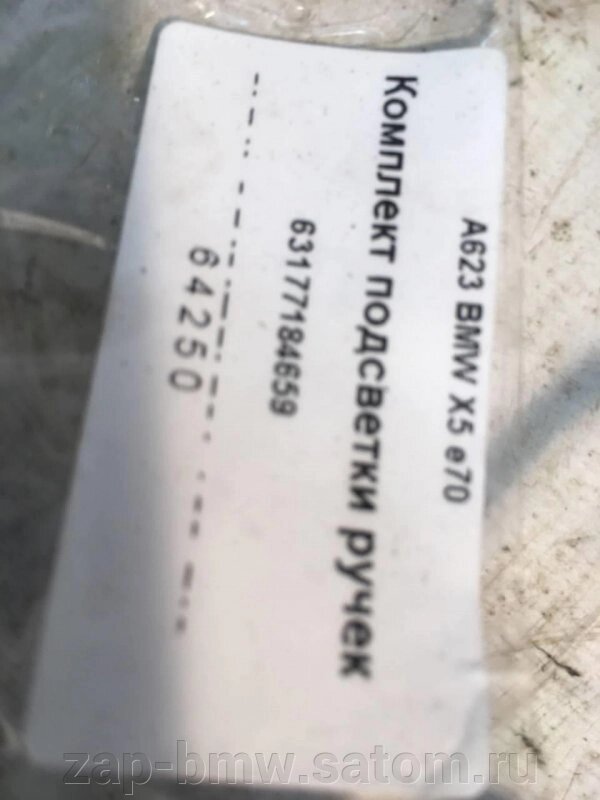 A623 BMW X5 e70
Комплект подсветки ручек
63177184659
64250
zap-bmw.satom.ru